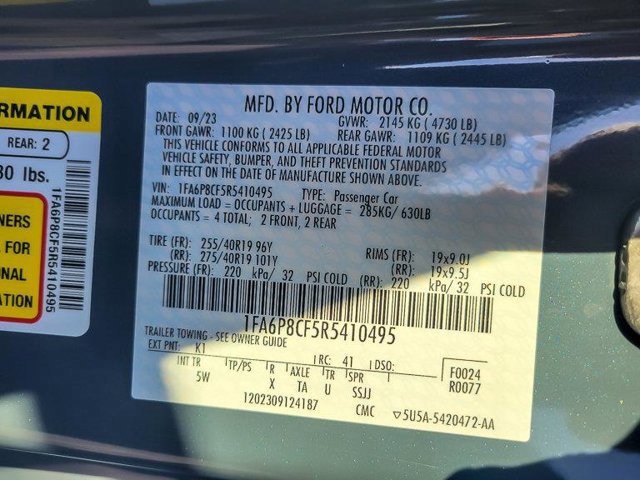 FORMATION
REAR: 2
30 lbs.
NERS
FOR
ONAL
ATION
1FA6P8CF5R5410495
MFD. BY FORD MOTOR CO.
DATE: 09/23 GVWR: 2145 KG ( 4730 LB)
FRONT GAWR: 1100 KG ( 2425 LB) REAR GAWR: 1109 KG ( 2445 LB)
THIS VEHICLE CONFORMS TO ALL APPLICABLE FEDERAL MOTOR
VEHICLE SAFETY, BUMPER, AND THEFT PREVENTION STANDARDS
IN EFFECT ON THE DATE OF MANUFACTURE SHOWN ABOVE.
VIN: 1FA6P8CF5R5410495 TYPE: Passenger Car
MAXIMUM LOAD = OCCUPANTS + LUGGAGE = 285KG/ 630LB
OCCUPANTS = 4 TOTAL; 2 FRONT, 2 REAR
TIRE (FR): 255/40R19 96Y RIMS (FR): 19x9.0J
(RR): 275/40R19 101Y (RR): 19x9.5J
PRESSURE (FR): 220 kPa/ 32 PSI COLD (RR): 220 kPa/ 32 PSI COLD
1FA6P8CF5R5410495
TRAILER TOWING - SEE OWNER GUIDE
EXT PNT: K1 RC: 41 DSO: F0024
INT TR TP/PS R AXLE TR SPR R0077
5W X TA U SSJJ
1202309124187 CMC ▽5U5A-5420472-AA